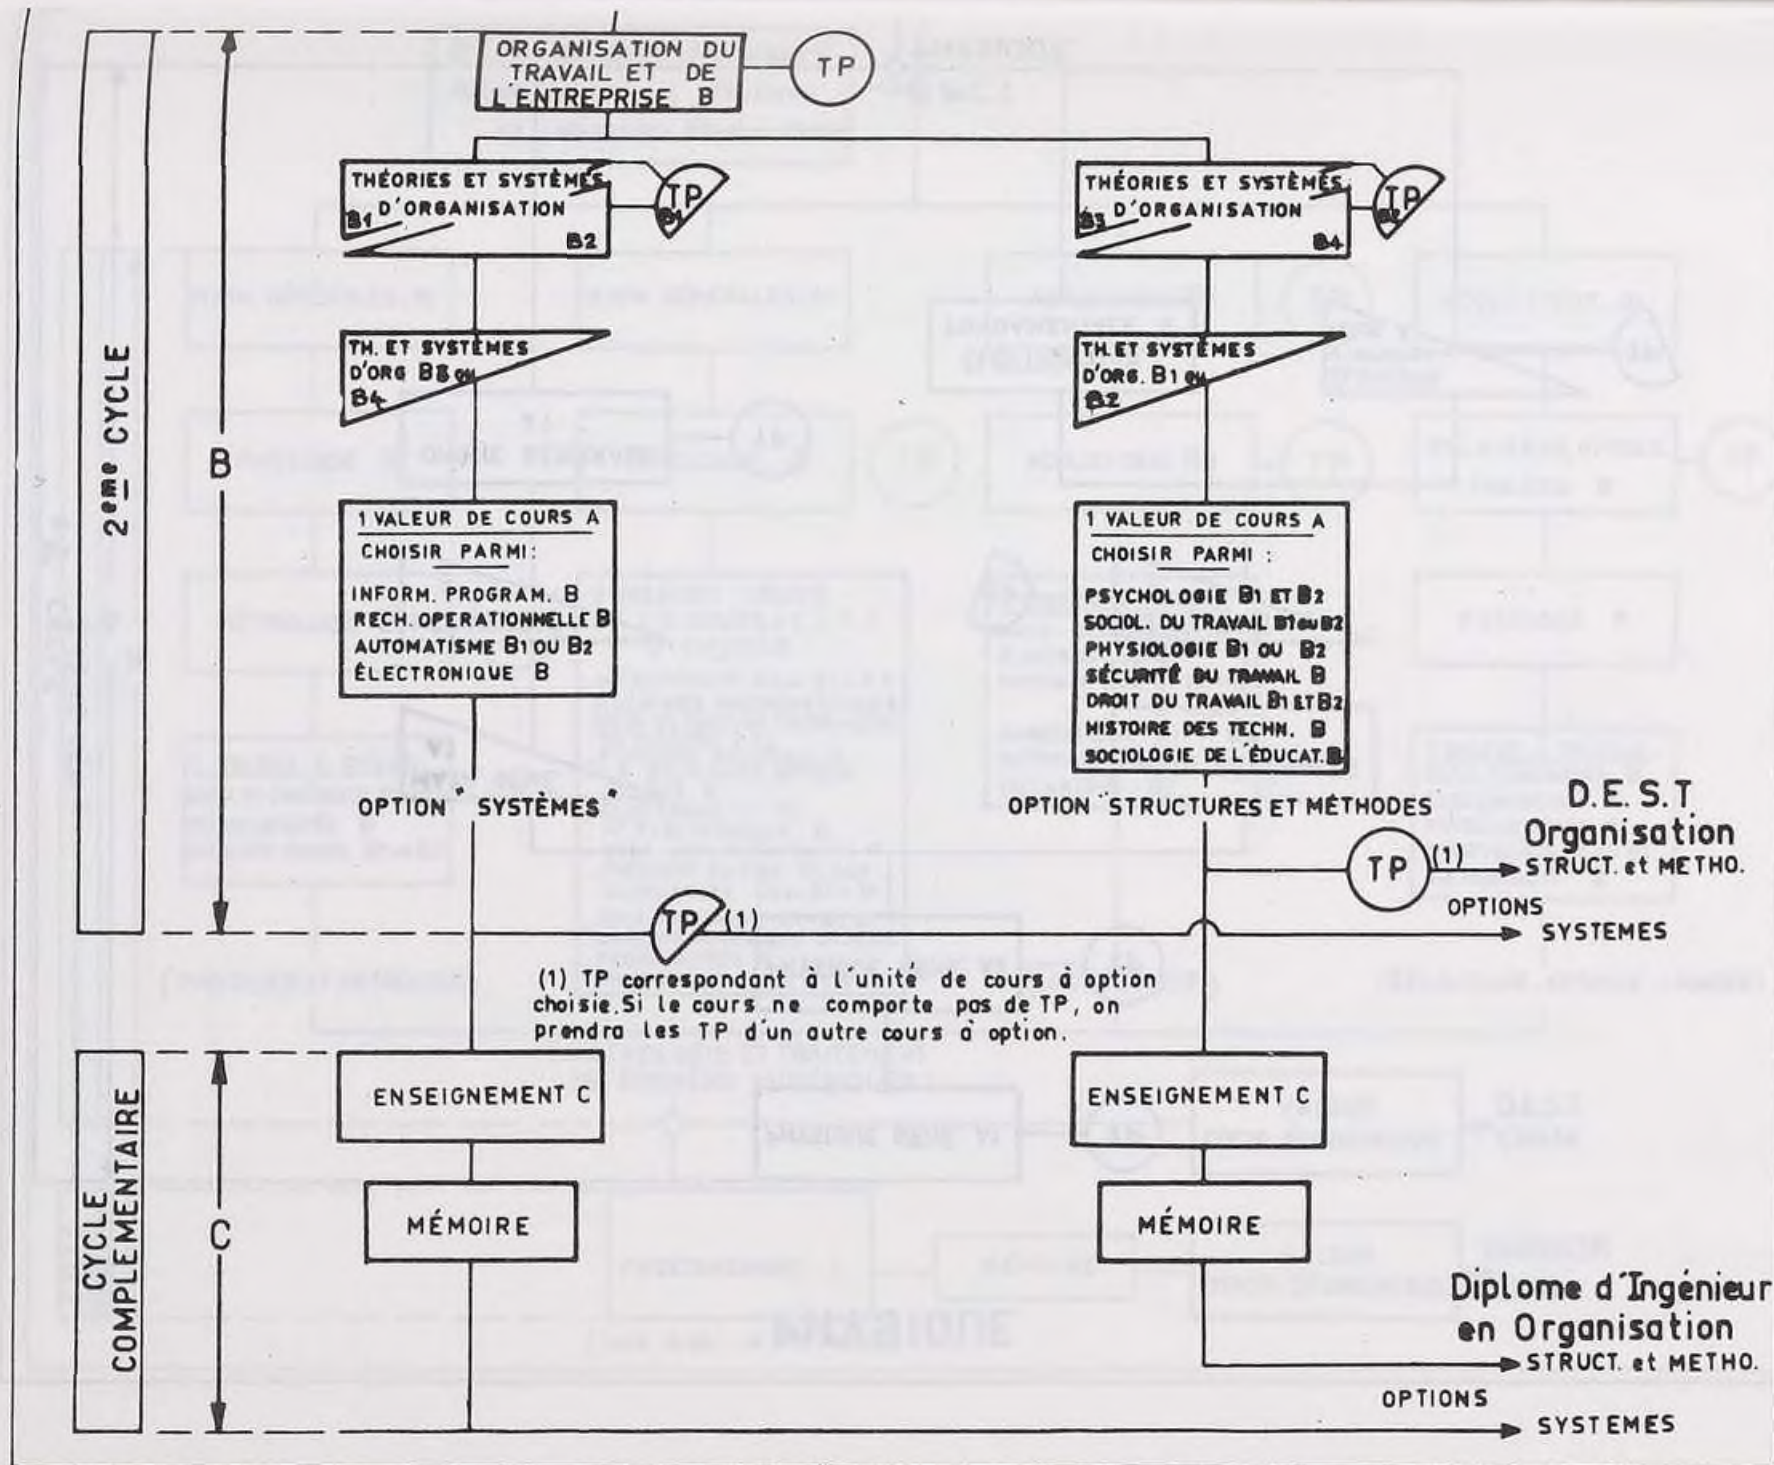 ORGANISATION DU
TRAVAIL ET DE
L'ENTREPRISE B
TP
2eme CYCLE
B
THÉORIES ET SYSTÈMES
D'ORGANISATION
B1
B2
TP
B1
THÉORIES ET SYSTÈMES
D'ORGANISATION
B3
B4
TP
TH. ET SYSTÈMES
D'ORG B3 ou
B4
TH. ET SYSTÈMES
D'ORG. B1 ou
B2
1 VALEUR DE COURS A
CHOISIR PARMI :
INFORM. PROGRAM. B
RECH. OPERATIONNELLE B
AUTOMATISME B1 OU B2
ÉLECTRONIQUE B
1 VALEUR DE COURS A
CHOISIR PARMI :
PSYCHOLOGIE B1 ET B2
SOCIOL. DU TRAVAIL B1 ou B2
PHYSIOLOGIE B1 OU B2
SÉCURITÉ DU TRAVAIL B
DROIT DU TRAVAIL B1 ET B2
HISTOIRE DES TECHN. B
SOCIOLOGIE DE L'ÉDUCAT. B
OPTION "SYSTÈMES"
OPTION "STRUCTURES ET MÉTHODES
D.E.S.T
Organisation
TP (1) STRUCT. et METHO.
OPTIONS
TP (1) SYSTEMES
(1) TP correspondant à l'unité de cours à option
choisie. Si le cours ne comporte pas de TP, on
prendra les TP d'un autre cours à option.
CYCLE
COMPLEMENTAIRE
C
ENSEIGNEMENT C
ENSEIGNEMENT C
MÉMOIRE
MÉMOIRE
Diplome d'Ingénieur
en Organisation
STRUCT. et METHO.
OPTIONS
SYSTEMES